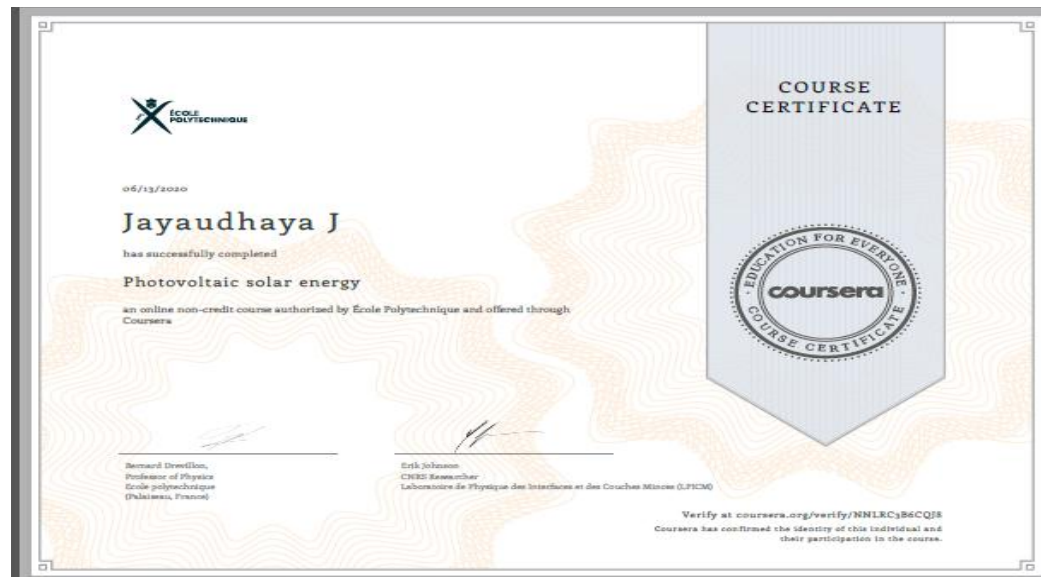 ÉCOLE
POLYTECHNIQUE
COURSE
CERTIFICATE
06/13/2020
Jayaudhaya J
has successfully completed
Photovoltaic solar energy
an online non-credit course authorized by École Polytechnique and offered through
Coursera
EDUCATION FOR EVERYONE
coursera
COURSE CERTIFICATE
Bernard Drevillon,
Professor of Physics
Ecole polytechnique
(Palaiseau, France)
Erik Johnson
CNRS Researcher
Laboratoire de Physique des Interfaces et des Couches Minces (LPICM)
Verify at coursera.org/verify/NNLRC3B6CQJ8
Coursera has confirmed the identity of this individual and
their participation in the course.